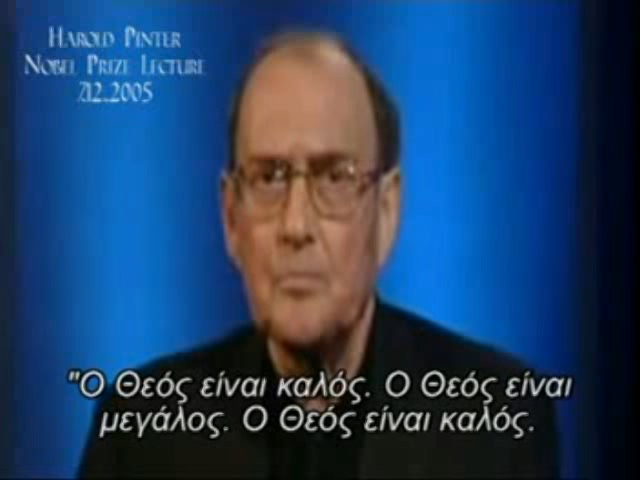 HAROLD PINTER
NOBEL PRIZE LECTURE
7.12.2005
"Ο Θεός είναι καλός. Ο Θεός είναι
μεγάλος. Ο Θεός είναι καλός.